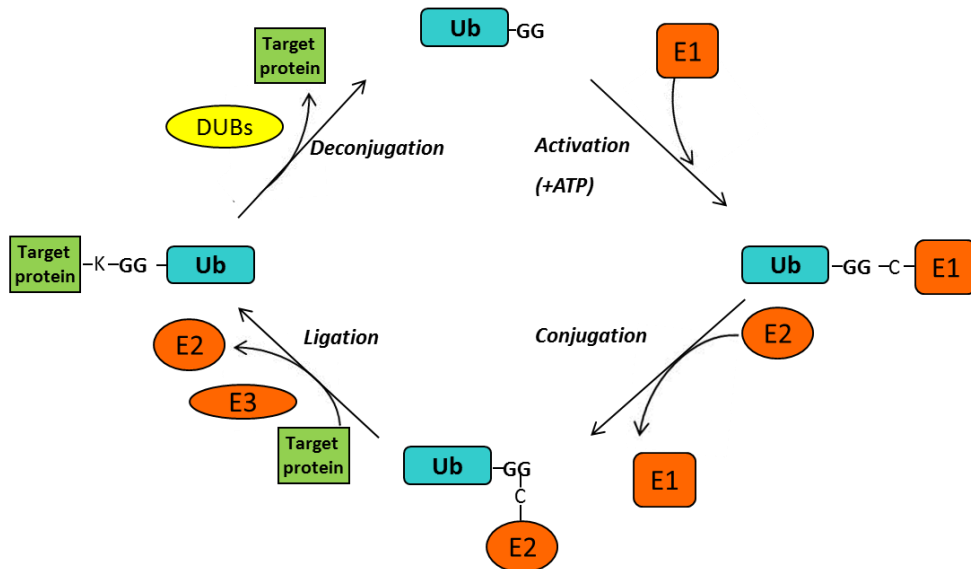 Ub
GG
E1
Target
protein
DUBs
Deconjugation
Activation
(+ATP)
Target
protein
K
GG
Ub
Ub
GG
C
E1
E2
Ligation
Conjugation
E2
E3
Target
protein
Ub
GG
C
E2
E1